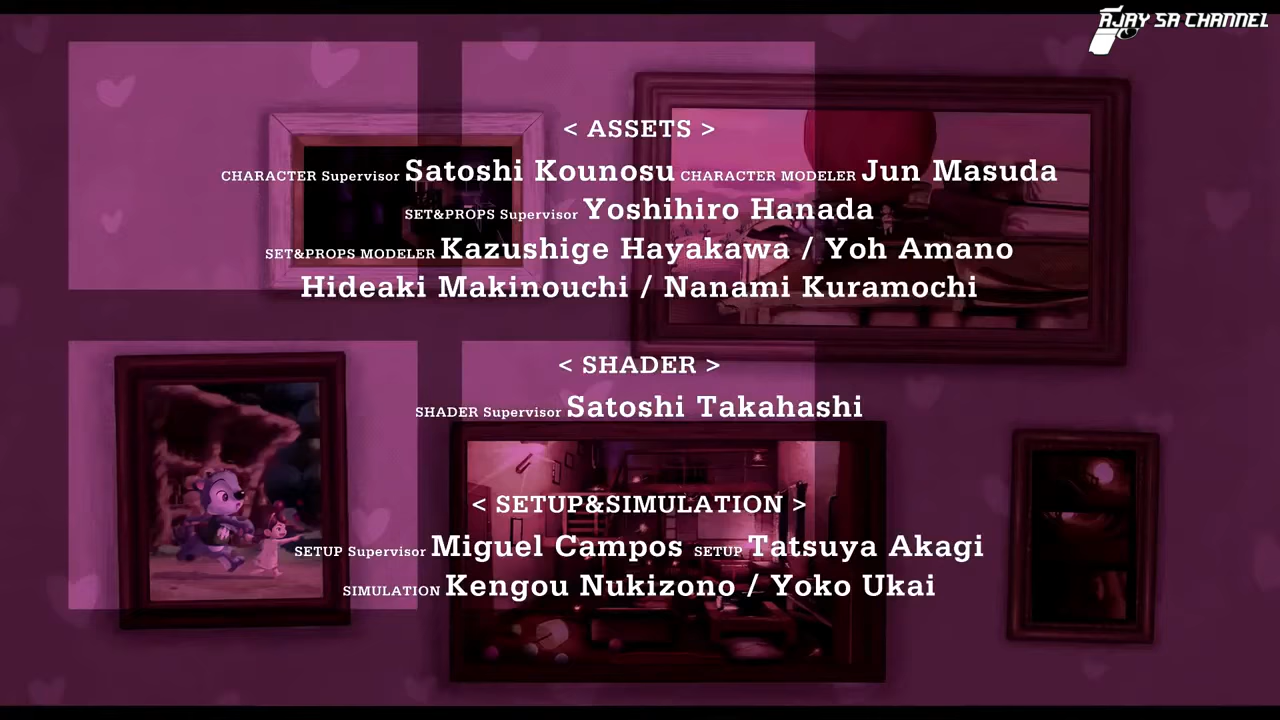 AJAY SA CHANNEL
< ASSETS >
CHARACTER Supervisor Satoshi Kounosu CHARACTER MODELER Jun Masuda
SET&PROPS Supervisor Yoshihiro Hanada
SET&PROPS MODELER Kazushige Hayakawa / Yoh Amano
Hideaki Makinouchi / Nanami Kuramochi
< SHADER >
SHADER Supervisor Satoshi Takahashi
< SETUP&SIMULATION >
SETUP Supervisor Miguel Campos SETUP Tatsuya Akagi
SIMULATION Kengou Nukizono / Yoko Ukai